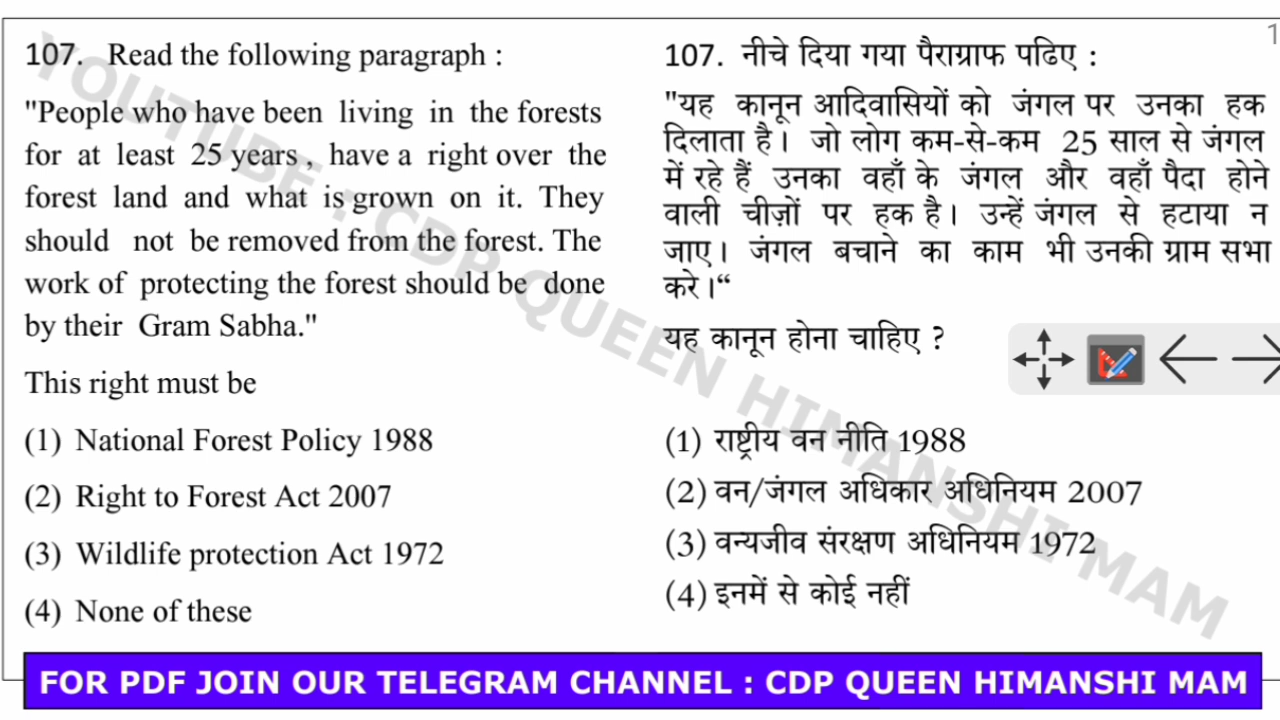 1
107. Read the following paragraph :
"People who have been living in the forests
for at least 25 years, have a right over the
forest land and what is grown on it. They
should not be removed from the forest. The
work of protecting the forest should be done
by their Gram Sabha."
This right must be
(1) National Forest Policy 1988
(2) Right to Forest Act 2007
(3) Wildlife protection Act 1972
(4) None of these
107. नीचे दिया गया पैराग्राफ पढिए :
"यह कानून आदिवासियों को जंगल पर उनका हक
दिलाता है। जो लोग कम-से-कम 25 साल से जंगल
में रहे हैं उनका वहाँ के जंगल और वहाँ पैदा होने
वाली चीज़ों पर हक है। उन्हें जंगल से हटाया न
जाए। जंगल बचाने का काम भी उनकी ग्राम सभा
करे।“
यह कानून होना चाहिए ?
(1) राष्ट्रीय वन नीति 1988
(2) वन/जंगल अधिकार अधिनियम 2007
(3) वन्यजीव संरक्षण अधिनियम 1972
(4) इनमें से कोई नहीं
YOUTUBE : CDP QUEEN HIMANSHI MAM
FOR PDF JOIN OUR TELEGRAM CHANNEL : CDP QUEEN HIMANSHI MAM